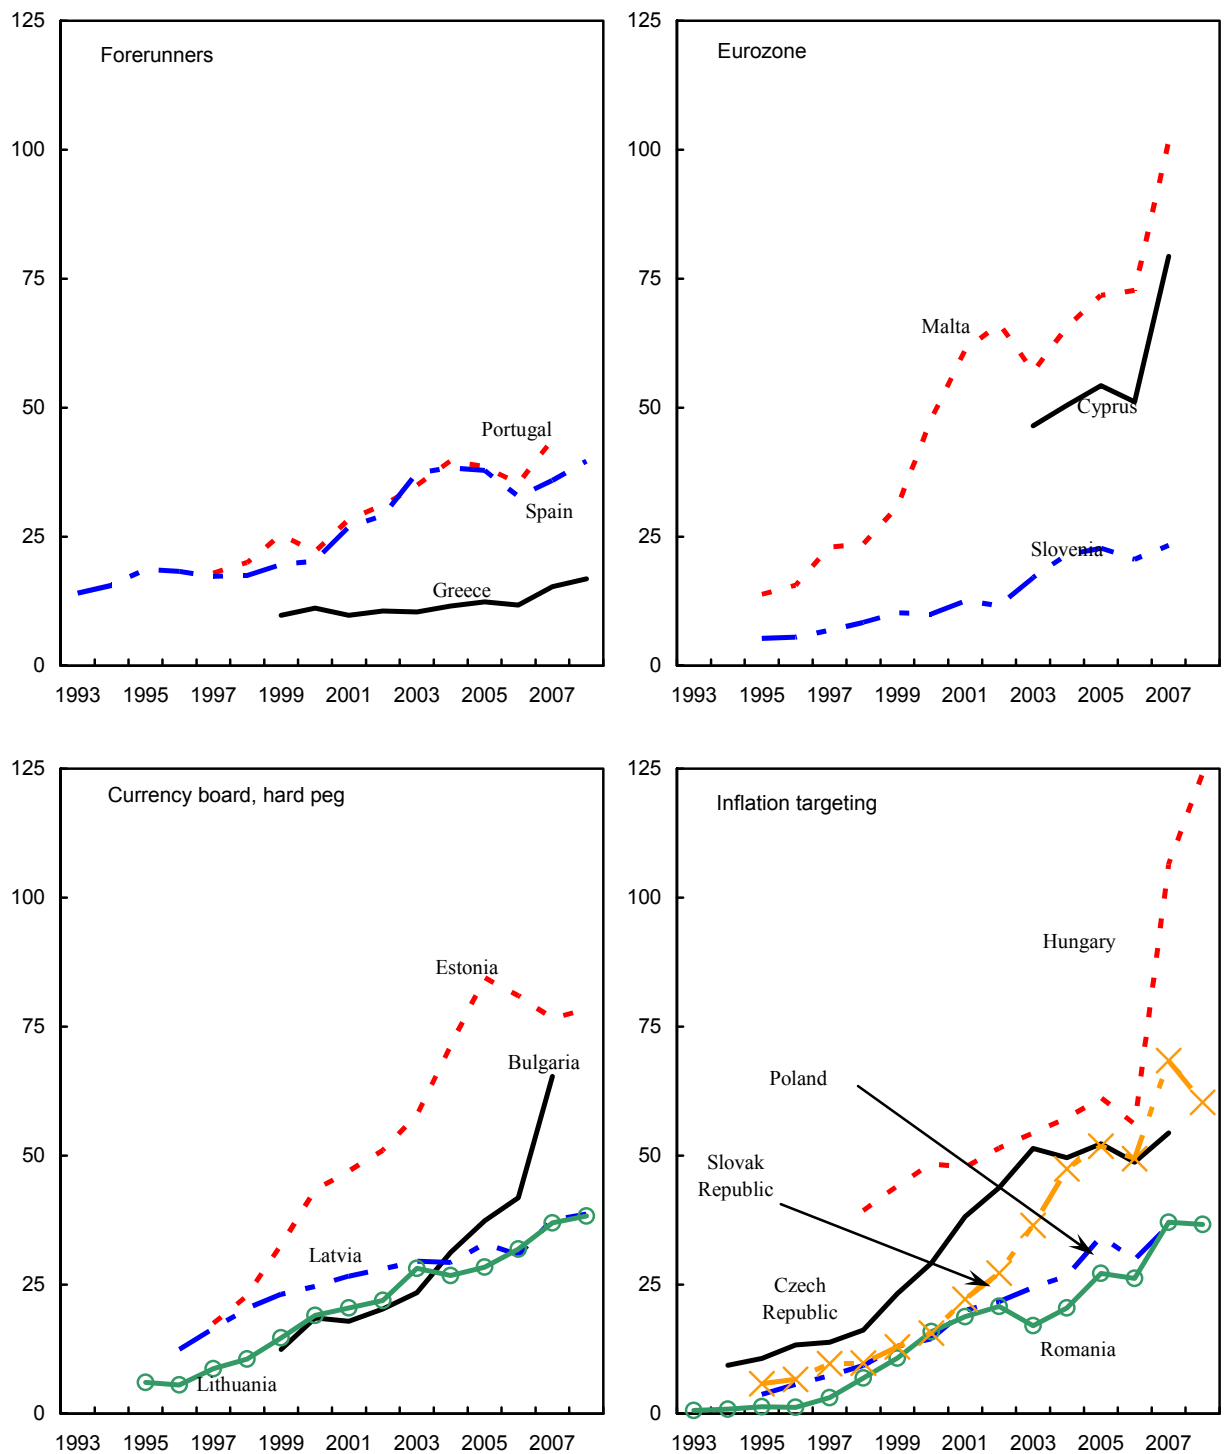 125
100
75
50
25
0
Forerunners
Portugal
Spain
Greece
1993 1995 1997 1999 2001 2003 2005 2007
125
100
75
50
25
0
Eurozone
Malta
Cyprus
Slovenia
1993 1995 1997 1999 2001 2003 2005 2007
125
100
75
50
25
0
Currency board, hard peg
Estonia
Bulgaria
Latvia
Lithuania
1993 1995 1997 1999 2001 2003 2005 2007
125
100
75
50
25
0
Inflation targeting
Hungary
Poland
Slovak
Republic
Czech
Republic
Romania
1993 1995 1997 1999 2001 2003 2005 2007